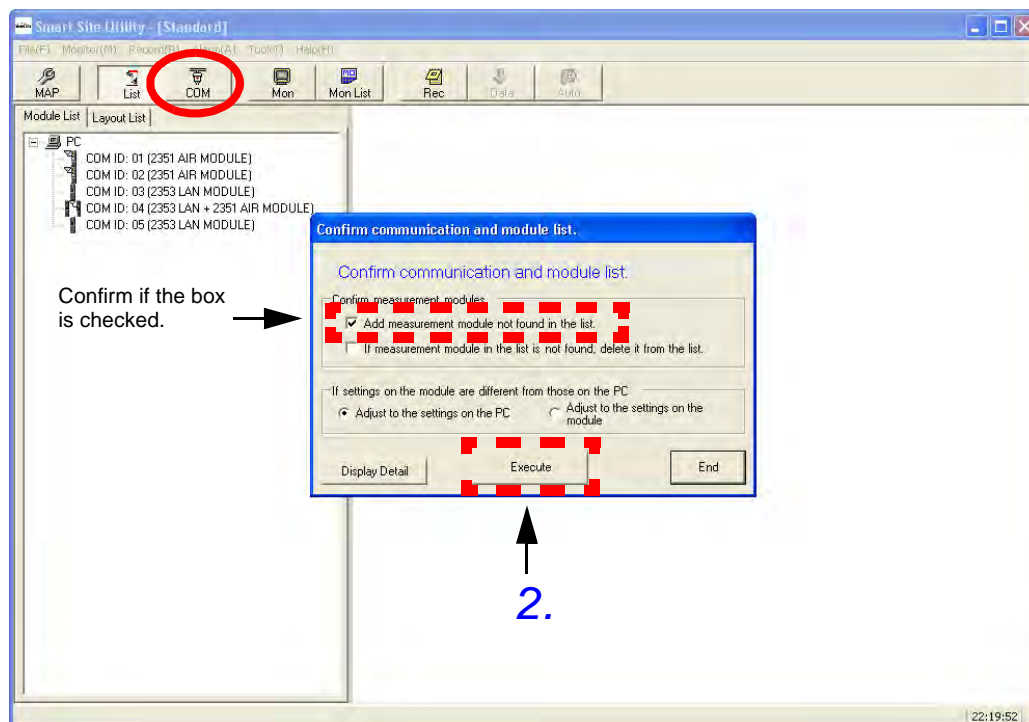 Smart Site Utility - [Standard]
File(F) Monitor(M) Record(R) Alarm(A) Tool(T) Help(H)
MAP List COM Mon Mon List Rec Data Auto
Module List Layout List
PC
COM ID: 01 (2351 AIR MODULE)
COM ID: 02 (2351 AIR MODULE)
COM ID: 03 (2353 LAN MODULE)
COM ID: 04 (2353 LAN + 2351 AIR MODULE)
COM ID: 05 (2353 LAN MODULE)
Confirm communication and module list.
Confirm communication and module list.
Confirm measurement modules
Add measurement module not found in the list.
If measurement module in the list is not found, delete it from the list.
If settings on the module are different from those on the PC
Adjust to the settings on the PC
Adjust to the settings on the
module
Display Detail Execute End
Confirm if the box
is checked.
2.
22:19:52